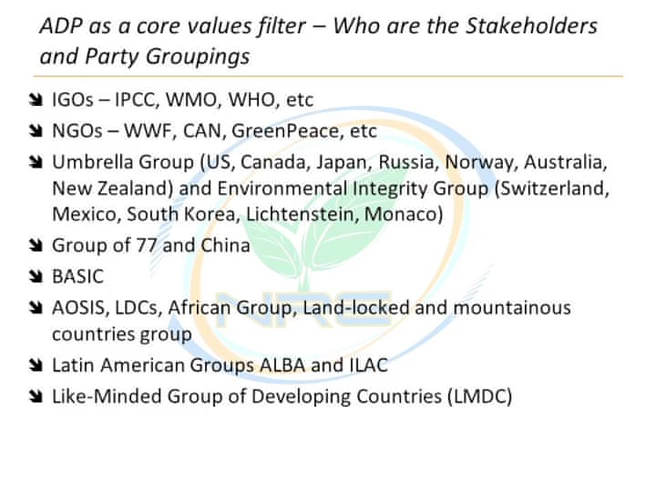 ADP as a core values filter – Who are the Stakeholders
and Party Groupings
IGOs – IPCC, WMO, WHO, etc
NGOs – WWF, CAN, GreenPeace, etc
Umbrella Group (US, Canada, Japan, Russia, Norway, Australia,
New Zealand) and Environmental Integrity Group (Switzerland,
Mexico, South Korea, Lichtenstein, Monaco)
Group of 77 and China
BASIC
AOSIS, LDCs, African Group, Land-locked and mountainous
countries group
Latin American Groups ALBA and ILAC
Like-Minded Group of Developing Countries (LMDC)
NRG